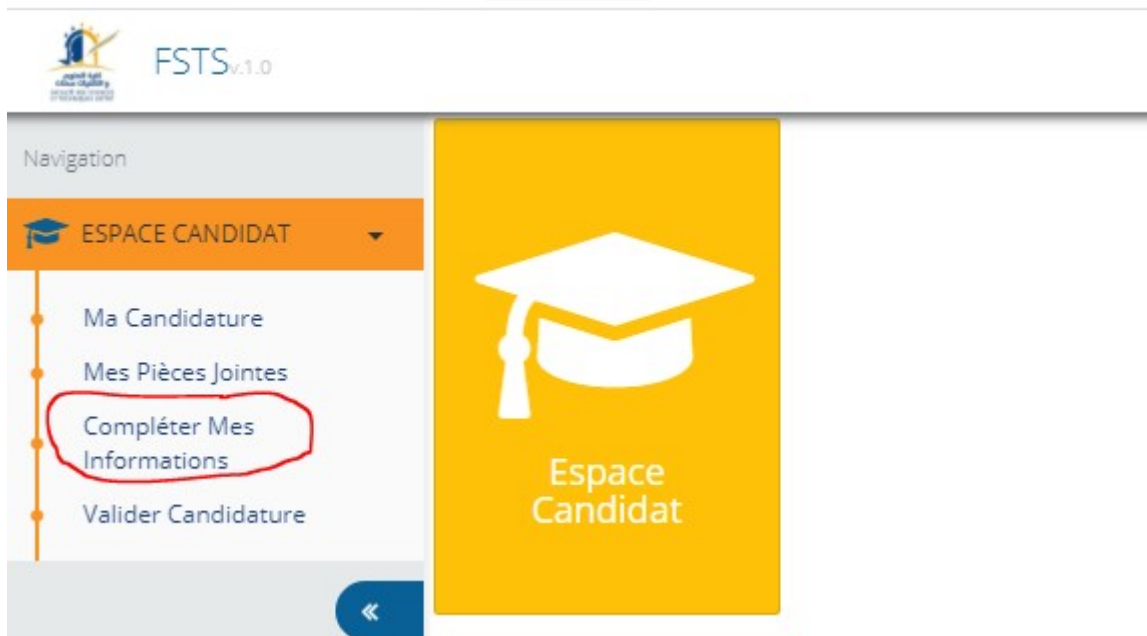 FSTSv.1.0
Navigation
ESPACE CANDIDAT
Ma Candidature
Mes Pièces Jointes
Compléter Mes
Informations
Valider Candidature
Espace
Candidat